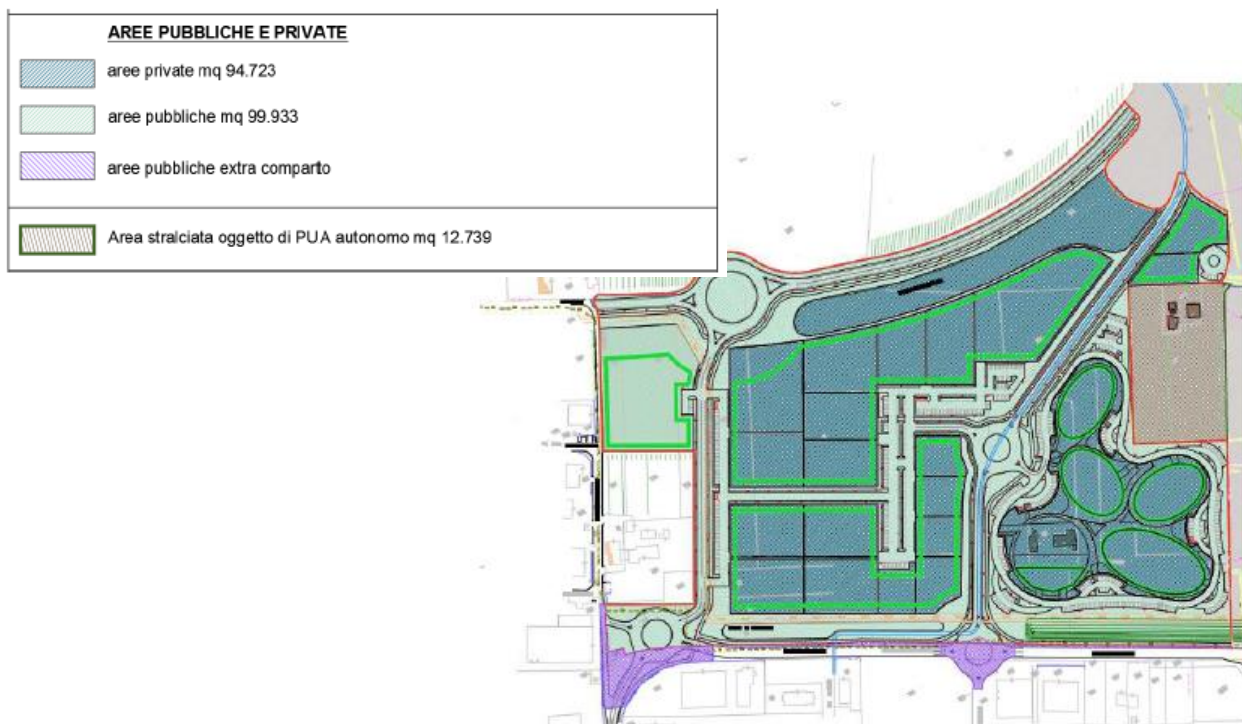 AREE PUBBLICHE E PRIVATE
aree private mq 94.723
aree pubbliche mq 99.933
aree pubbliche extra comparto
Area stralciata oggetto di PUA autonomo mq 12.739